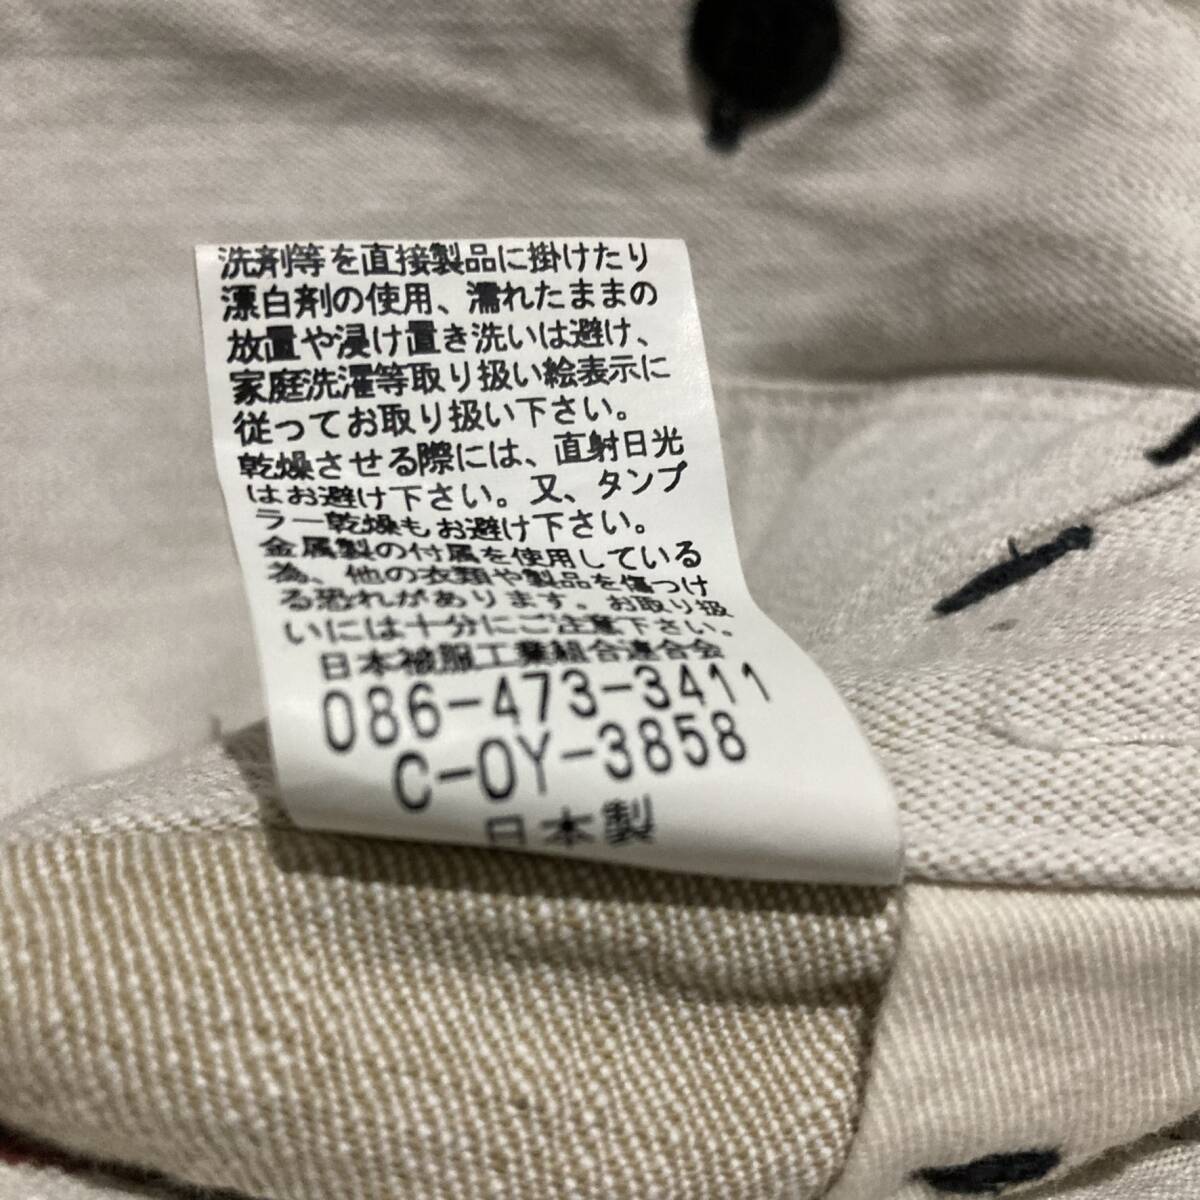 洗剤等を直接製品に掛けたり
漂白剤の使用、濡れたままの
放置や浸け置き洗いは避け、
家庭洗濯等取り扱い絵表示に
従ってお取り扱い下さい。
乾燥させる際には、直射日光
はお避け下さい。又、タンブ
ラー乾燥もお避け下さい。
金属製の付属を使用している
為、他の衣類や製品を傷つけ
る恐れがあります。お取り扱
いには十分にご注意下さい。
日本被服工業組合連合会
086-473-3411
C-OY-3858
日本製